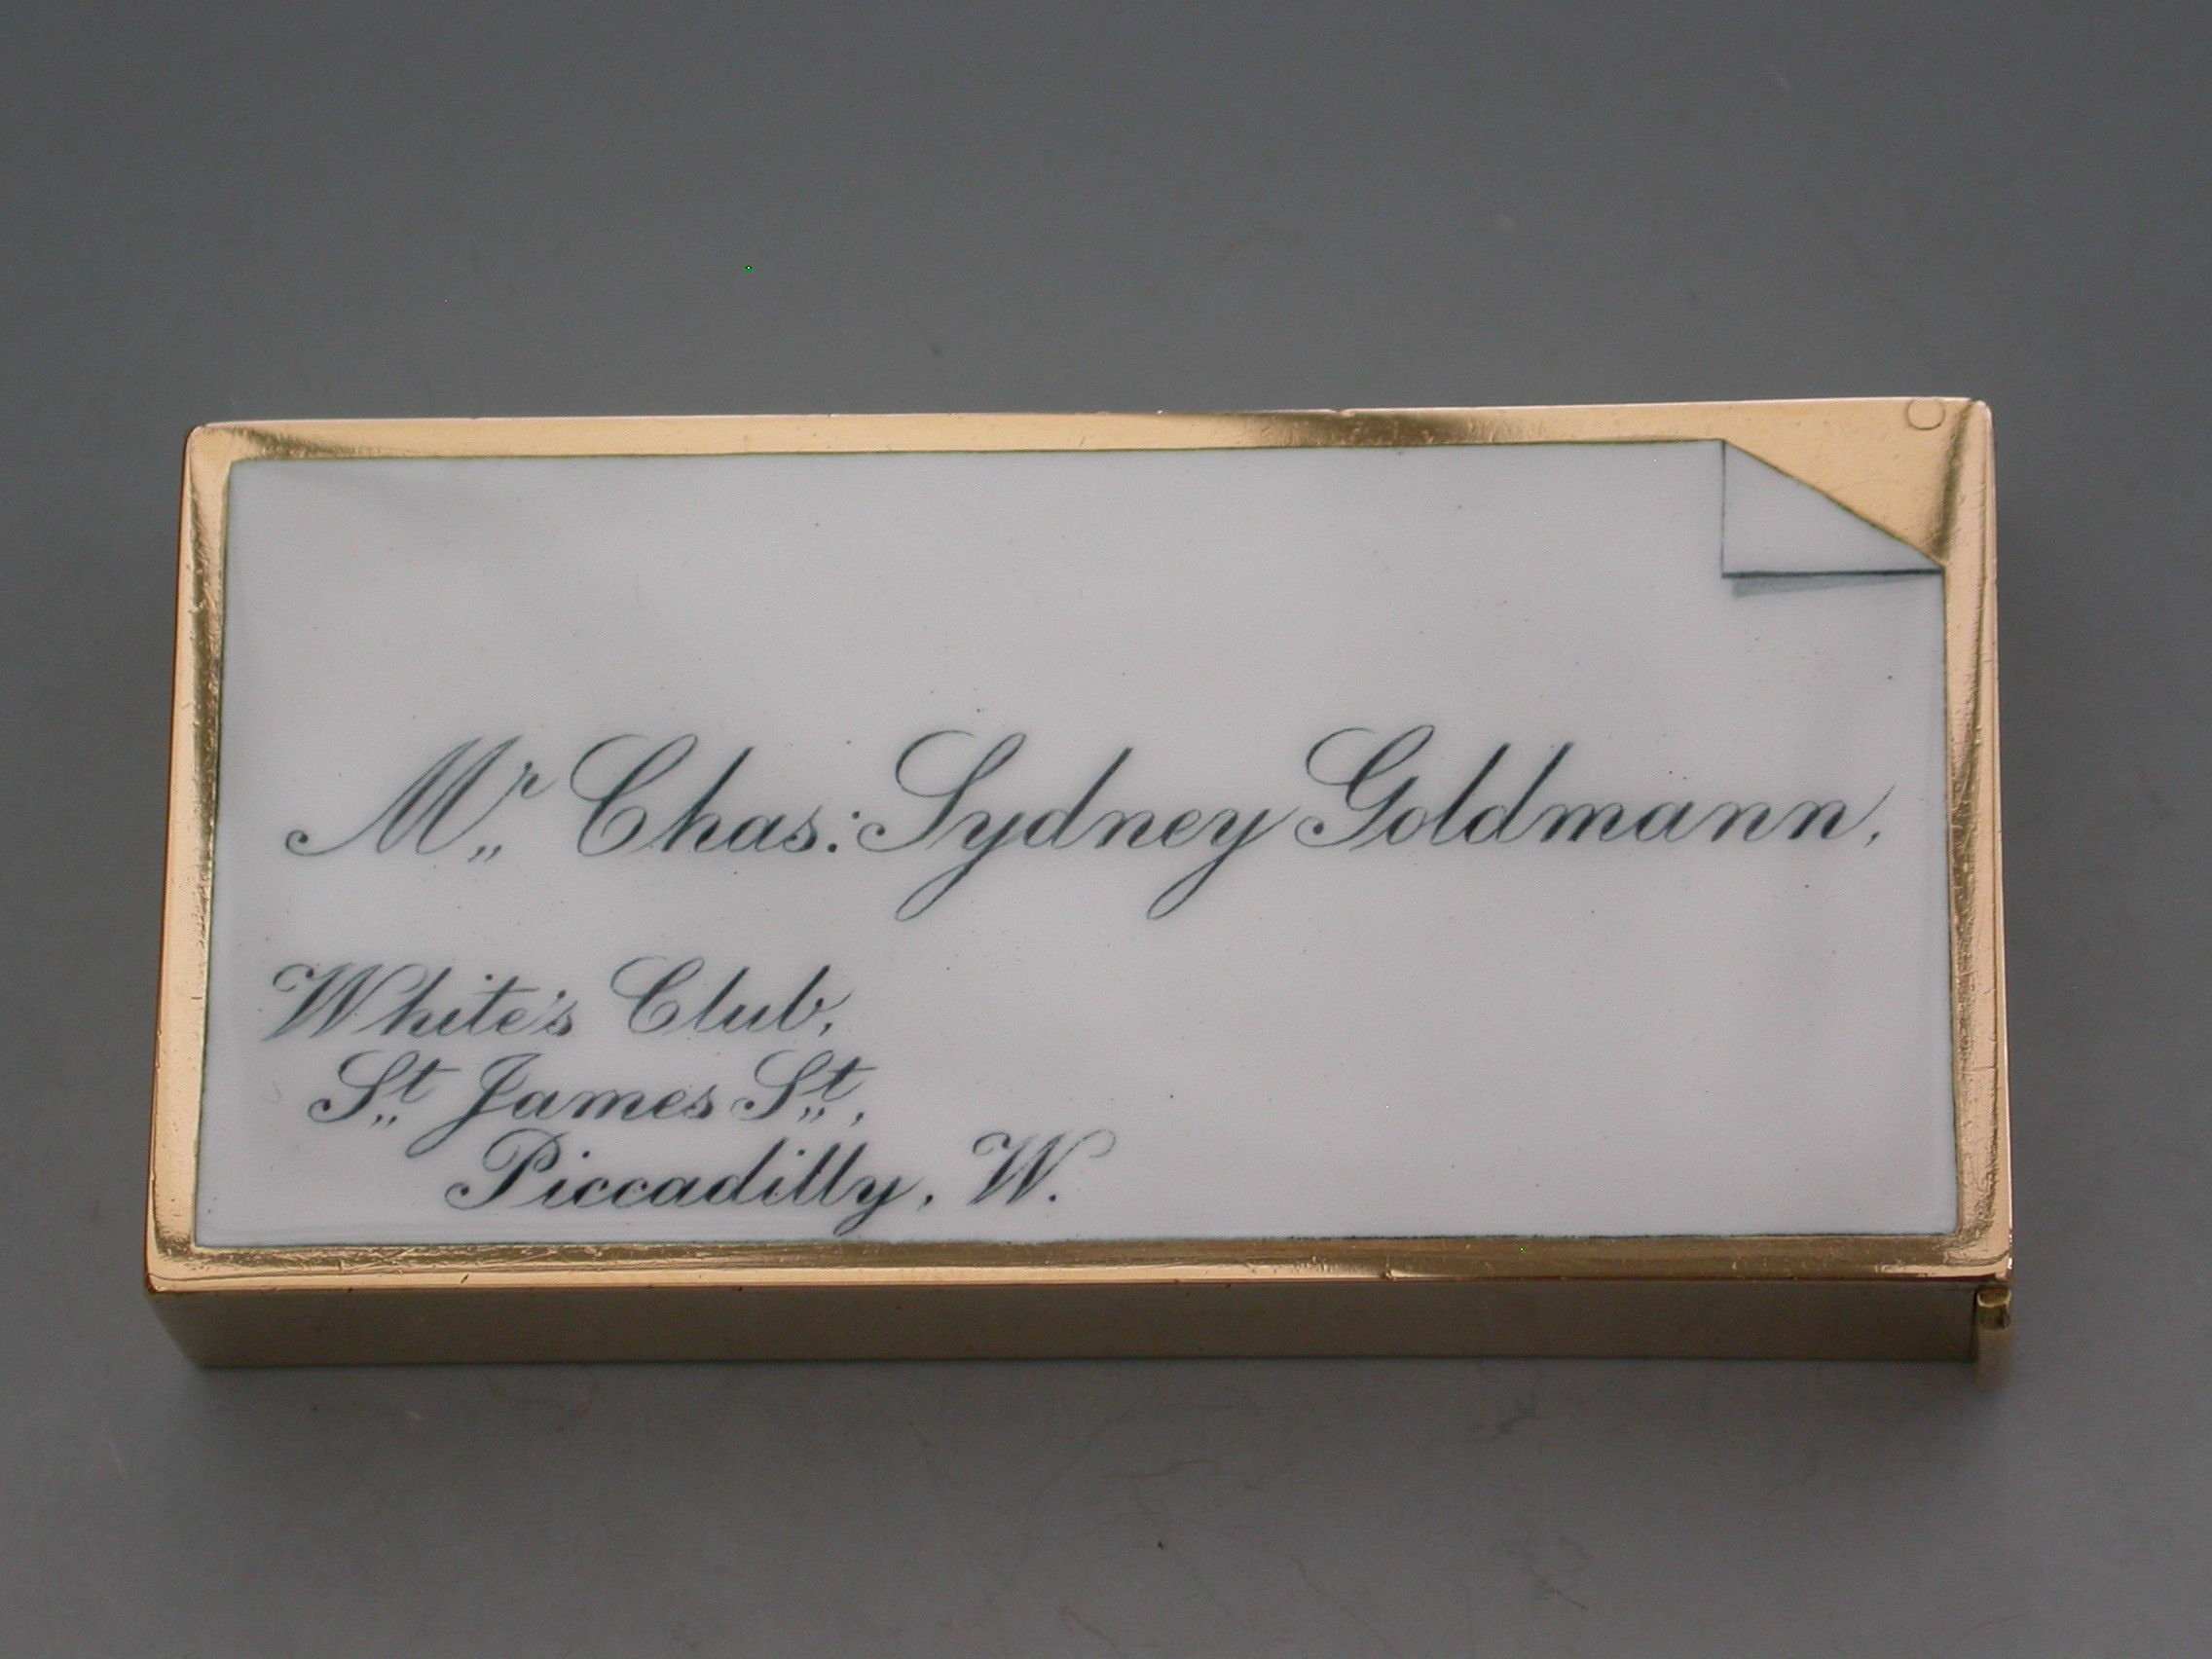 Mr Chas: Sydney Goldmann,
White's Club,
St James St,
Piccadilly, W.